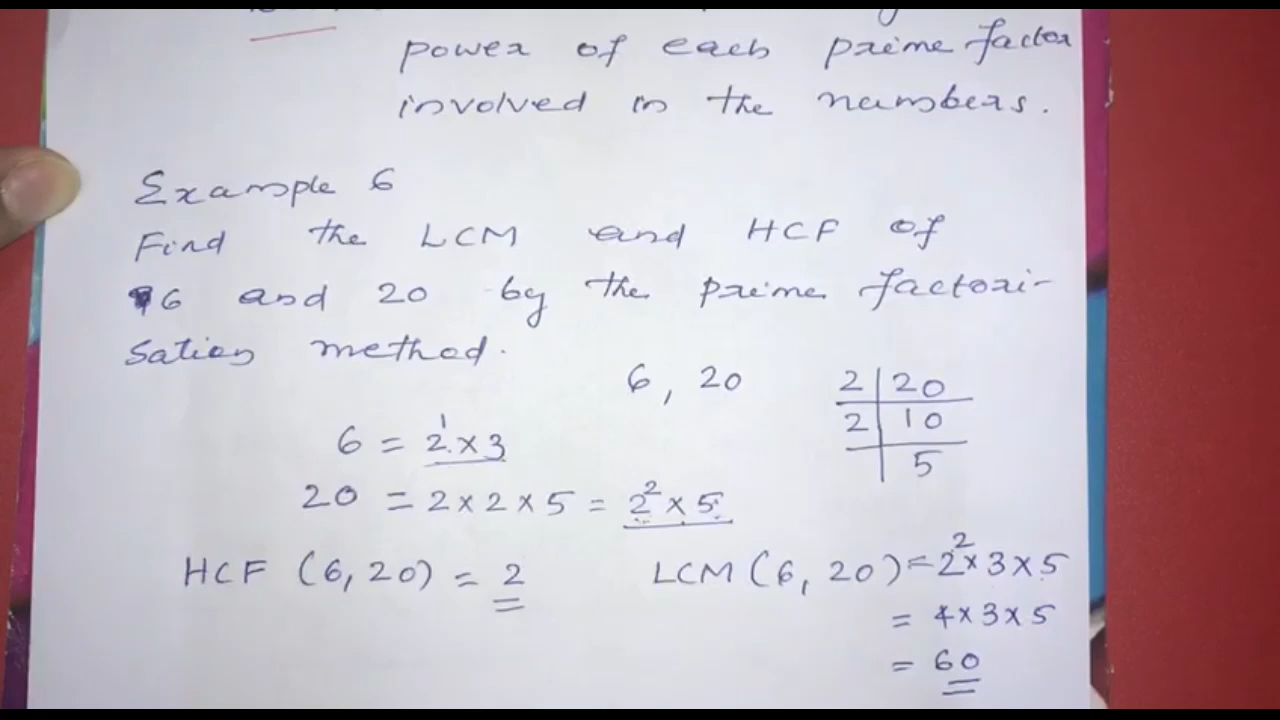 power of each prime factor
involved in the numbers.
Example 6
Find the LCM and HCF of
6 and 20 by the prime factori-
sation method.
6, 20
2 | 20
2 | 10
5
6 = 2¹ × 3
20 = 2 × 2 × 5 = 2² × 5
HCF (6, 20) = 2
LCM (6, 20) = 2² × 3 × 5
= 4 × 3 × 5
= 60